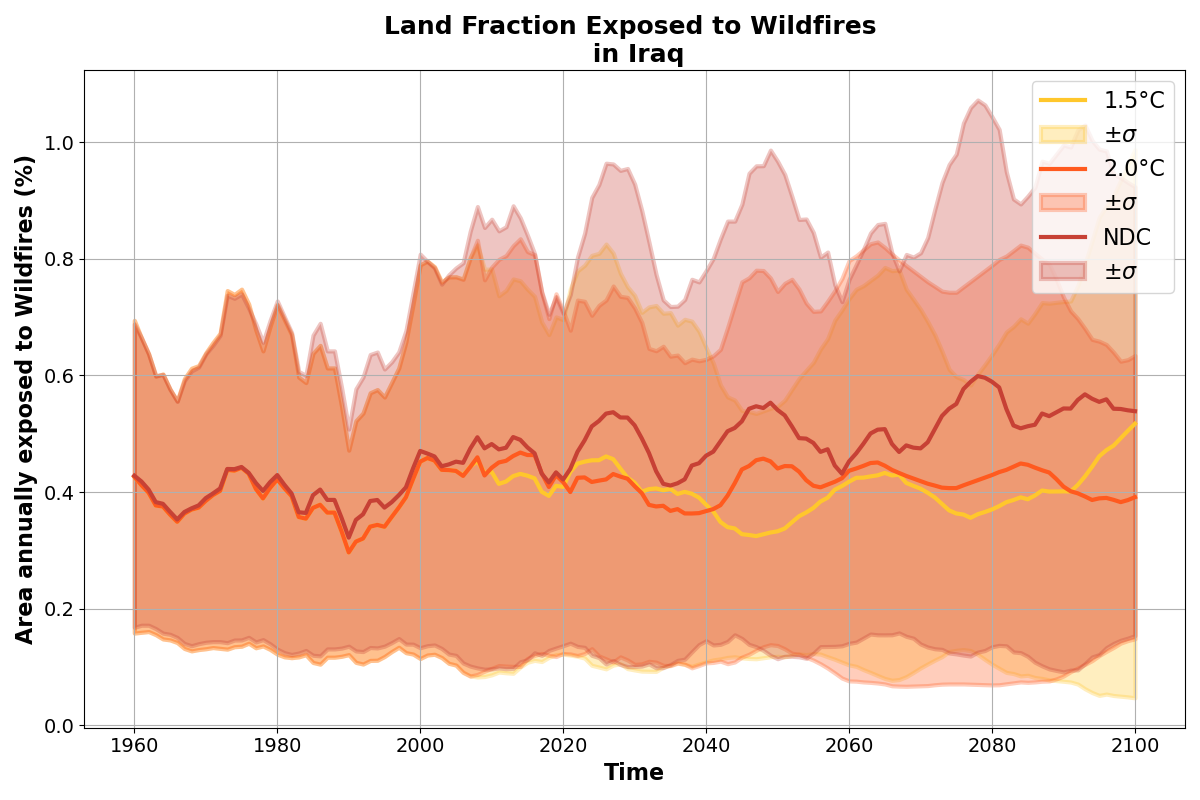 Land Fraction Exposed to Wildfires
in Iraq
Area annually exposed to Wildfires (%)
1.0
0.8
0.6
0.4
0.2
0.0
1960 1980 2000 2020 2040 2060 2080 2100
Time
1.5°C
±σ
2.0°C
±σ
NDC
±σ